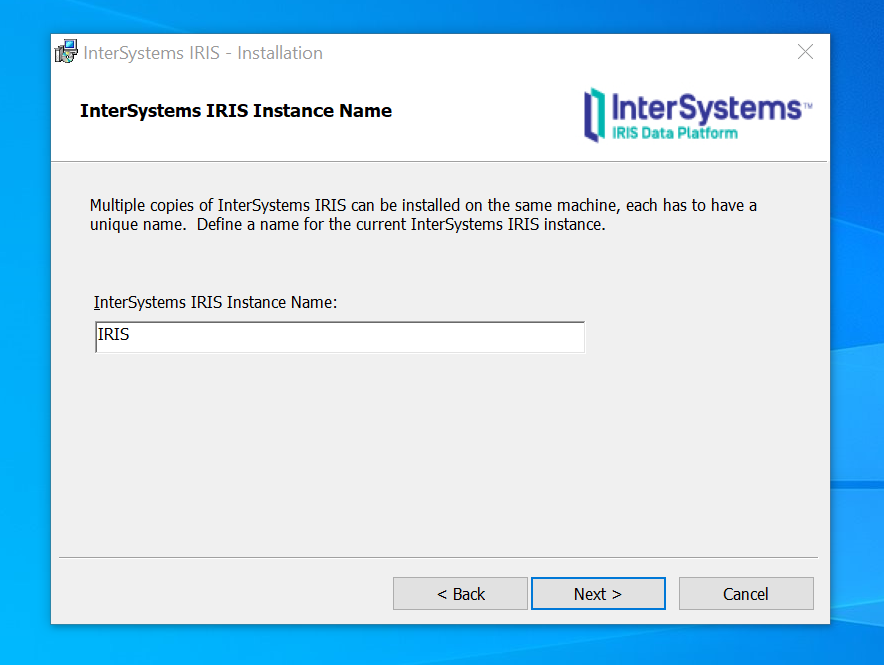 InterSystems IRIS - Installation
InterSystems IRIS Instance Name
InterSystems™
IRIS Data Platform
Multiple copies of InterSystems IRIS can be installed on the same machine, each has to have a
unique name.  Define a name for the current InterSystems IRIS instance.
InterSystems IRIS Instance Name:
IRIS
< Back
Next >
Cancel